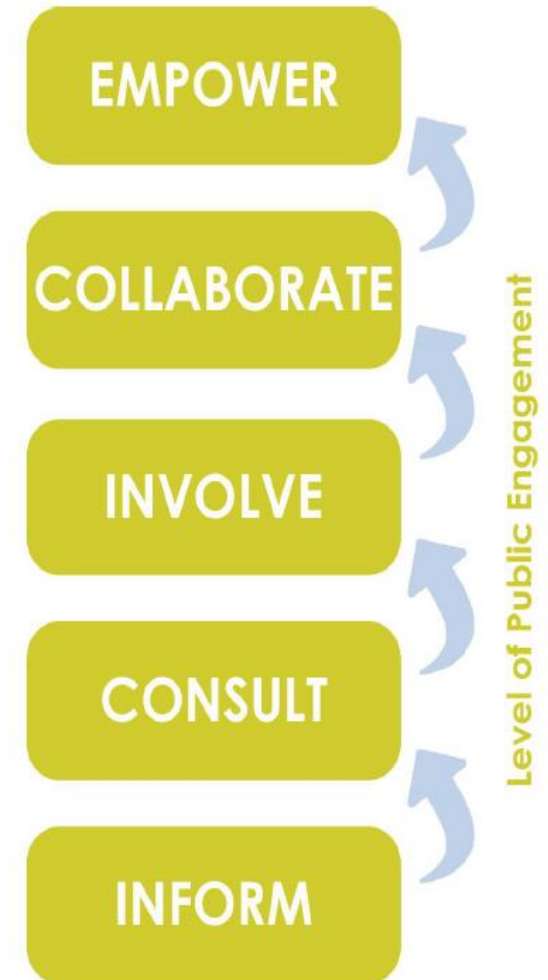 EMPOWER
COLLABORATE
INVOLVE
CONSULT
INFORM
Level of Public Engagement